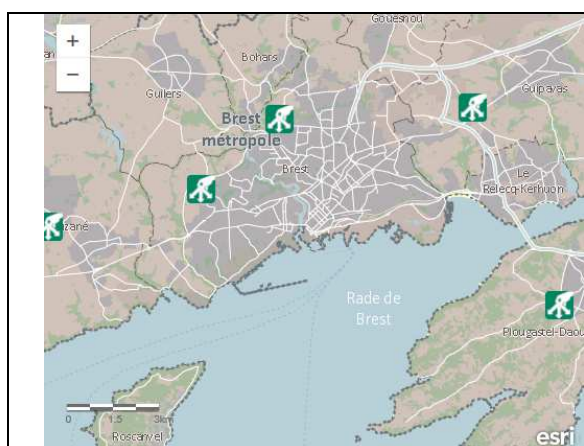 Gouesnou
+
Bohars
−
Guilers
Guipavas
Brest
métropole
Brest
Le
Relecq-Kerhuon
zané
Rade de
Brest
Plougastel-Daou
0 1.5 3km
Roscanvel
esri